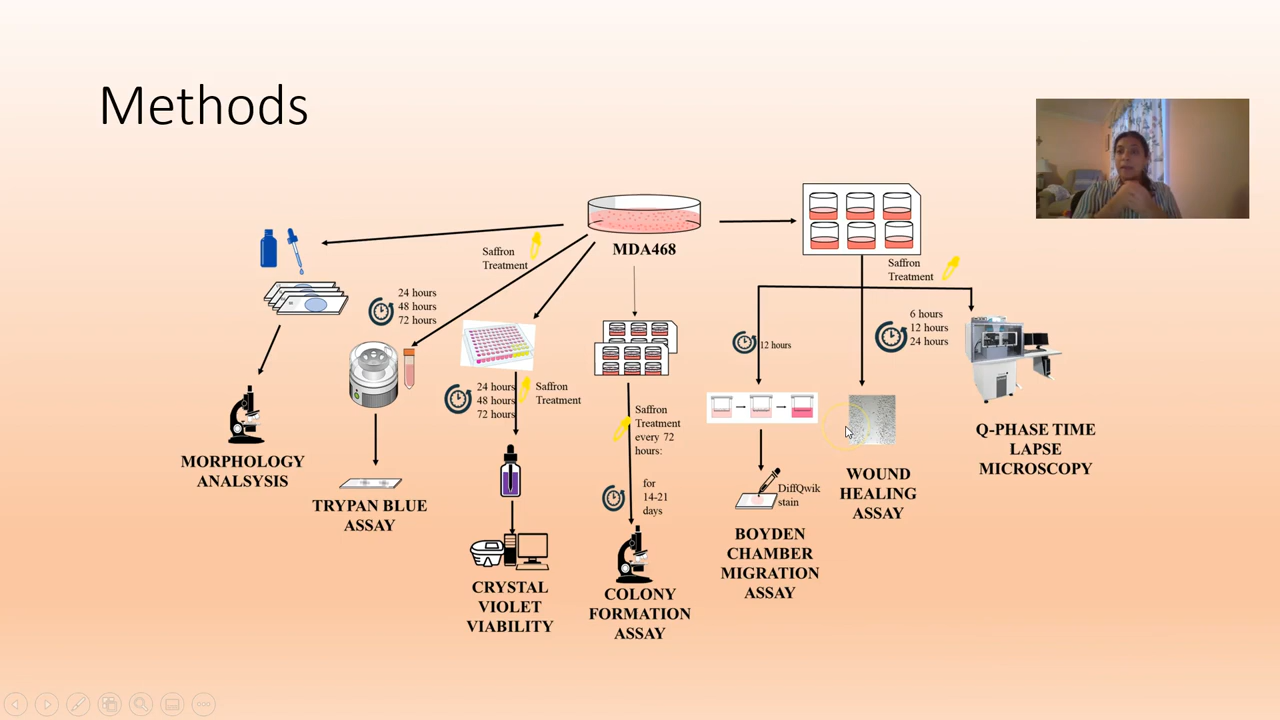 Methods
MDA468
Saffron
Treatment
Saffron
Treatment
24 hours
48 hours
72 hours
6 hours
12 hours
24 hours
12 hours
24 hours
48 hours
72 hours
Saffron
Treatment
Saffron
Treatment
every 72
hours:
for
14-21
days
MORPHOLOGY
ANALSYSIS
TRYPAN BLUE
ASSAY
CRYSTAL
VIOLET
VIABILITY
COLONY
FORMATION
ASSAY
DiffQwik
stain
BOYDEN
CHAMBER
MIGRATION
ASSAY
WOUND
HEALING
ASSAY
Q-PHASE TIME
LAPSE
MICROSCOPY